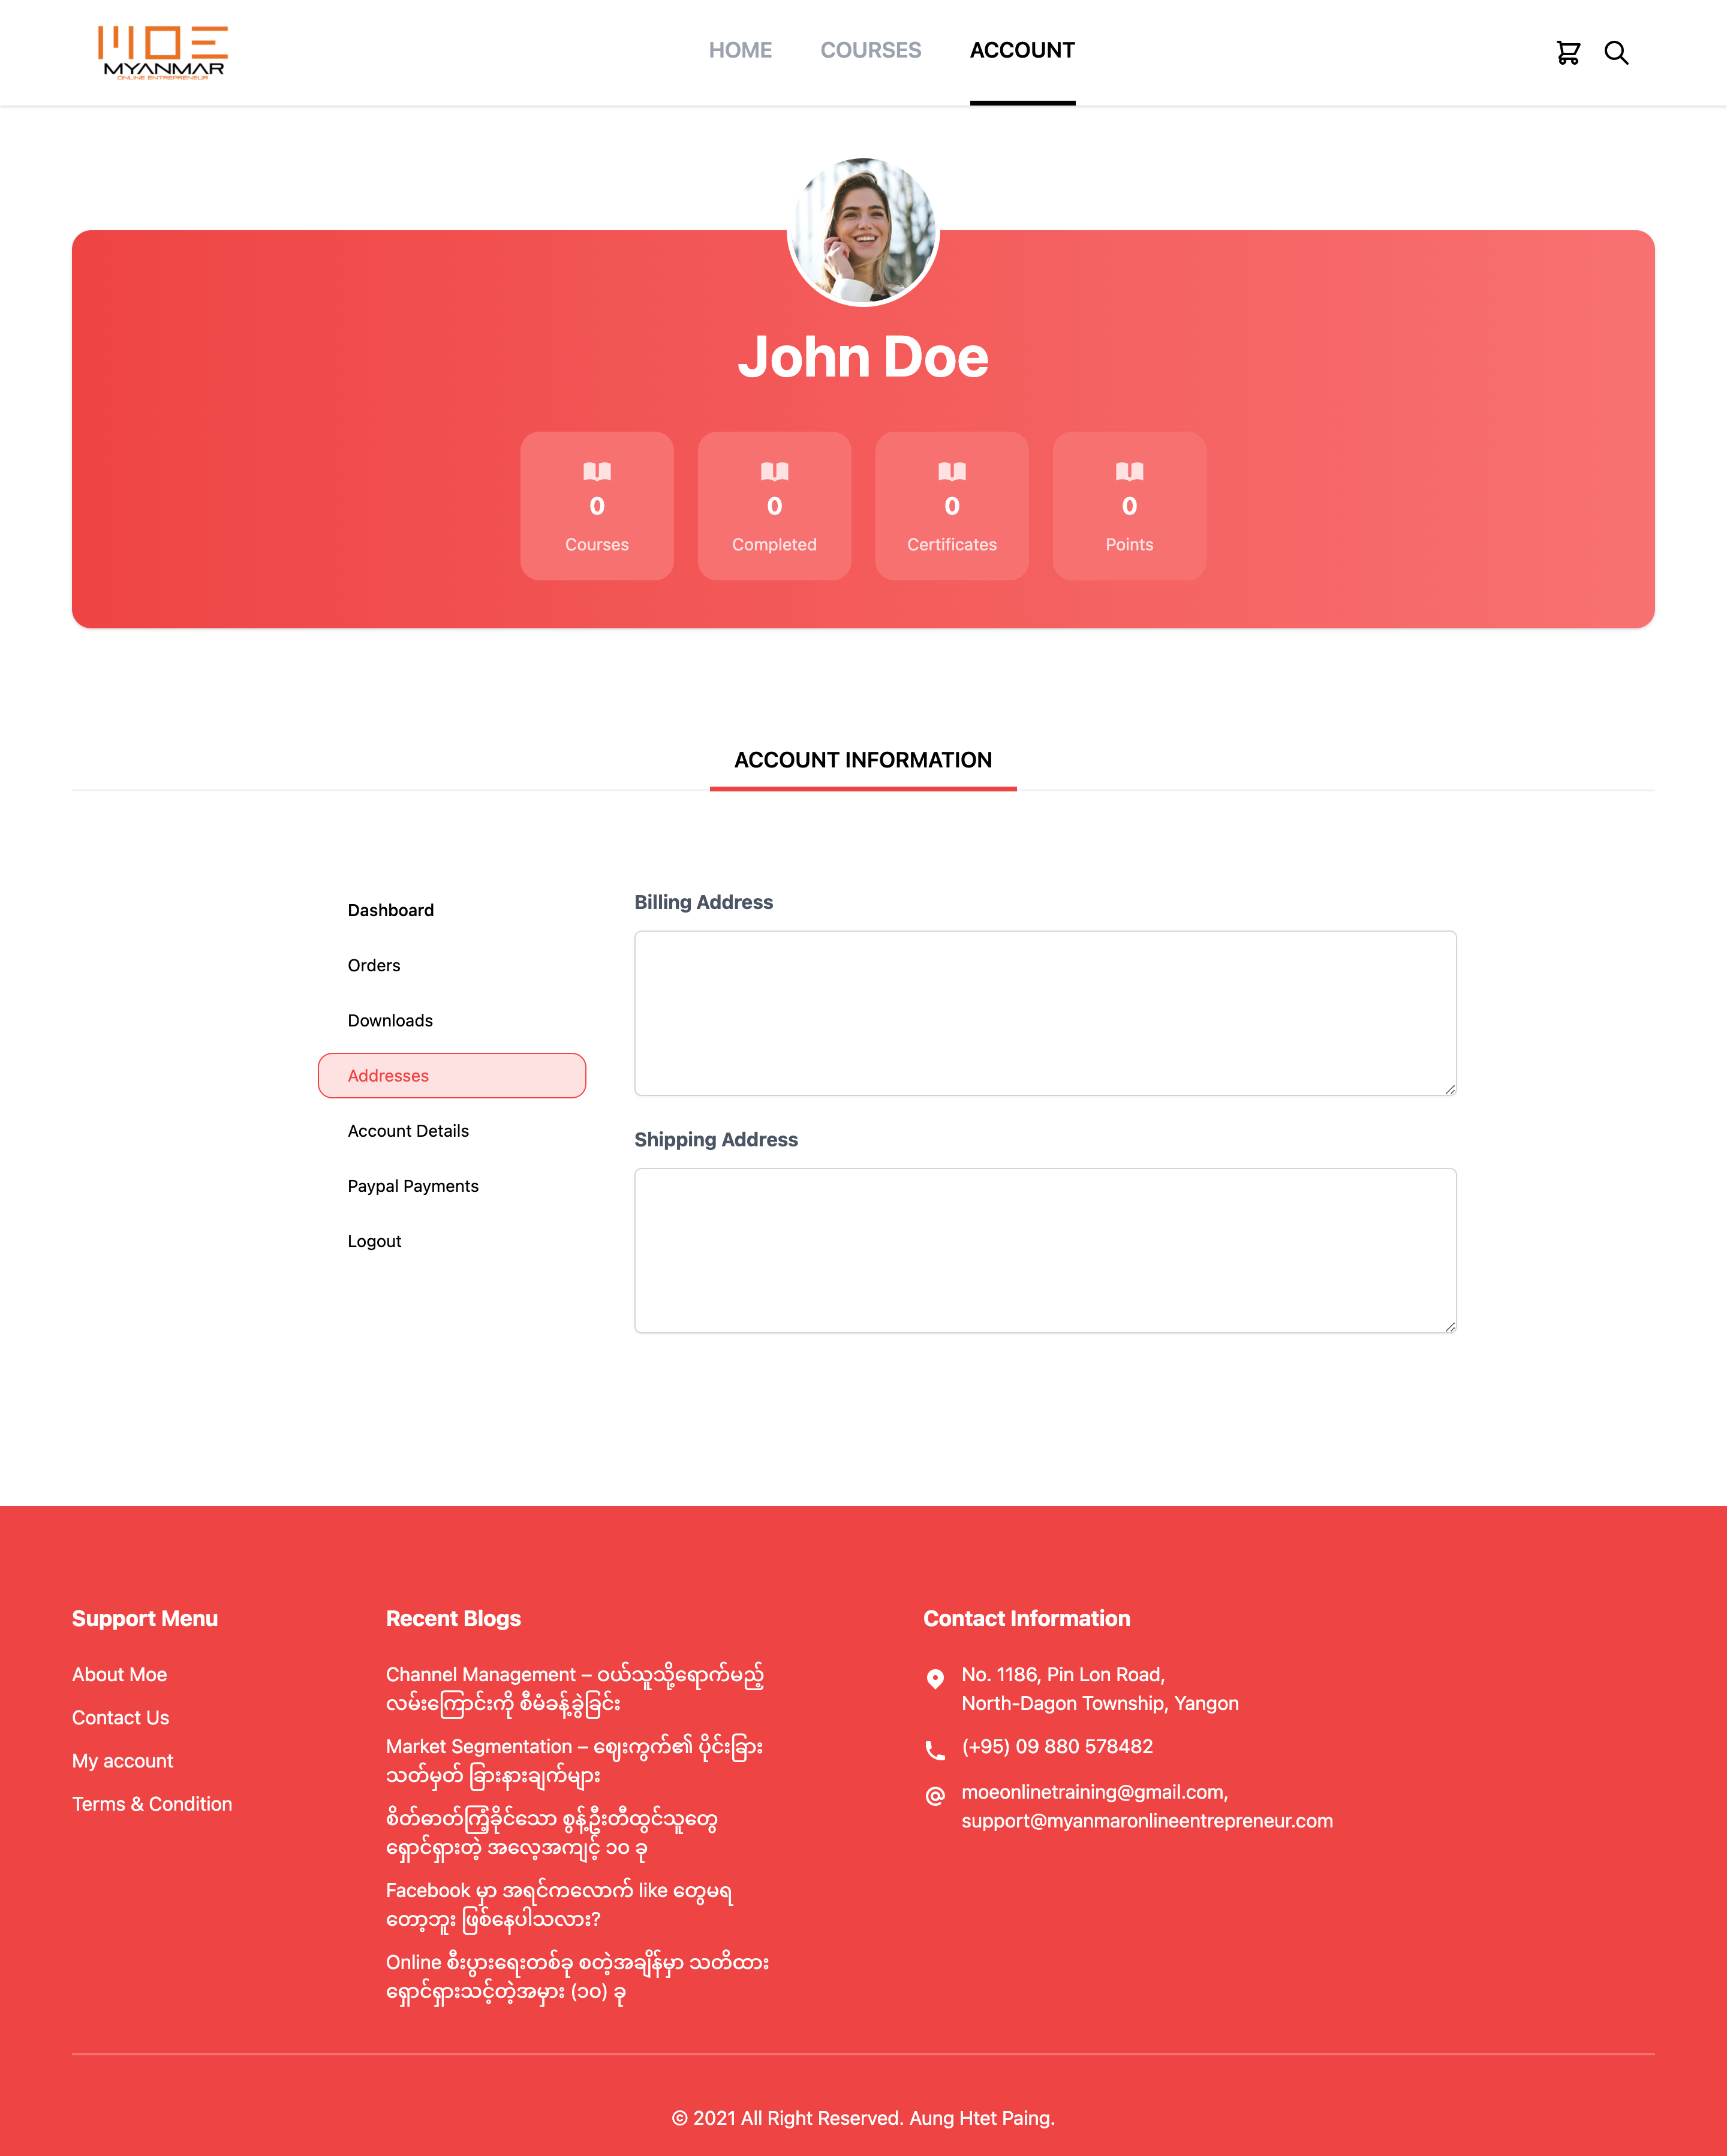 MOE
MYANMAR
ONLINE ENTREPRENEUR
HOME
COURSES
ACCOUNT
John Doe
0
Courses
0
Completed
0
Certificates
0
Points
ACCOUNT INFORMATION
Dashboard
Orders
Downloads
Addresses
Account Details
Paypal Payments
Logout
Billing Address
Shipping Address
Support Menu
About Moe
Contact Us
My account
Terms & Condition
Recent Blogs
Channel Management – ဝယ်သူသို့ရောက်မည့်
လမ်းကြောင်းကို စီမံခန့်ခွဲခြင်း
Market Segmentation – ဈေးကွက်၏ ပိုင်းခြား
သတ်မှတ် ခြားနားချက်များ
စိတ်ဓာတ်ကြံ့ခိုင်သော စွန့်ဦးတီထွင်သူတွေ
ရှောင်ရှားတဲ့ အလေ့အကျင့် ၁၀ ခု
Facebook မှာ အရင်ကလောက် like တွေမရ
တော့ဘူး ဖြစ်နေပါသလား?
Online စီးပွားရေးတစ်ခု စတဲ့အချိန်မှာ သတိထား
ရှောင်ရှားသင့်တဲ့အမှား (၁၀) ခု
Contact Information
No. 1186, Pin Lon Road,
North-Dagon Township, Yangon
(+95) 09 880 578482
moeonlinetraining@gmail.com,
support@myanmaronlineentrepreneur.com
© 2021 All Right Reserved. Aung Htet Paing.